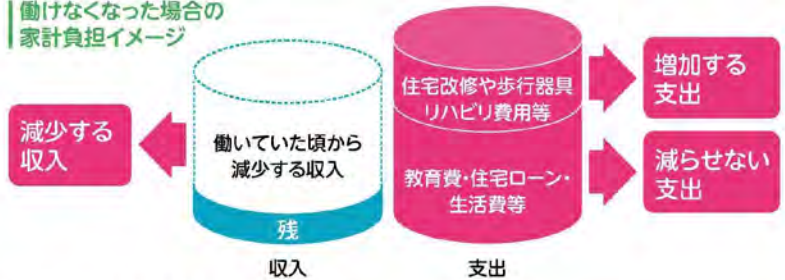 働けなくなった場合の
家計負担イメージ
減少する
収入
働いていた頃から
減少する収入
残
収入
住宅改修や歩行器具
リハビリ費用等
教育費・住宅ローン・
生活費等
支出
増加する
支出
減らせない
支出